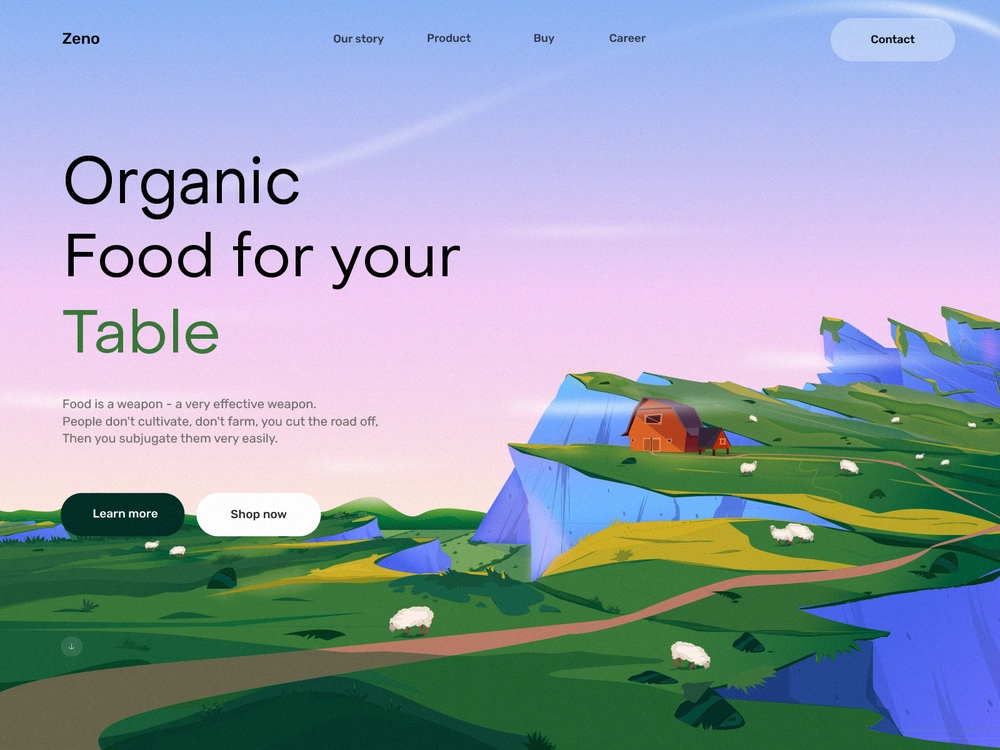 Zeno
Our story
Product
Buy
Career
Contact
Organic
Food for your
Table
Food is a weapon - a very effective weapon.
People don't cultivate, don't farm, you cut the road off,
Then you subjugate them very easily.
Learn more
Shop now